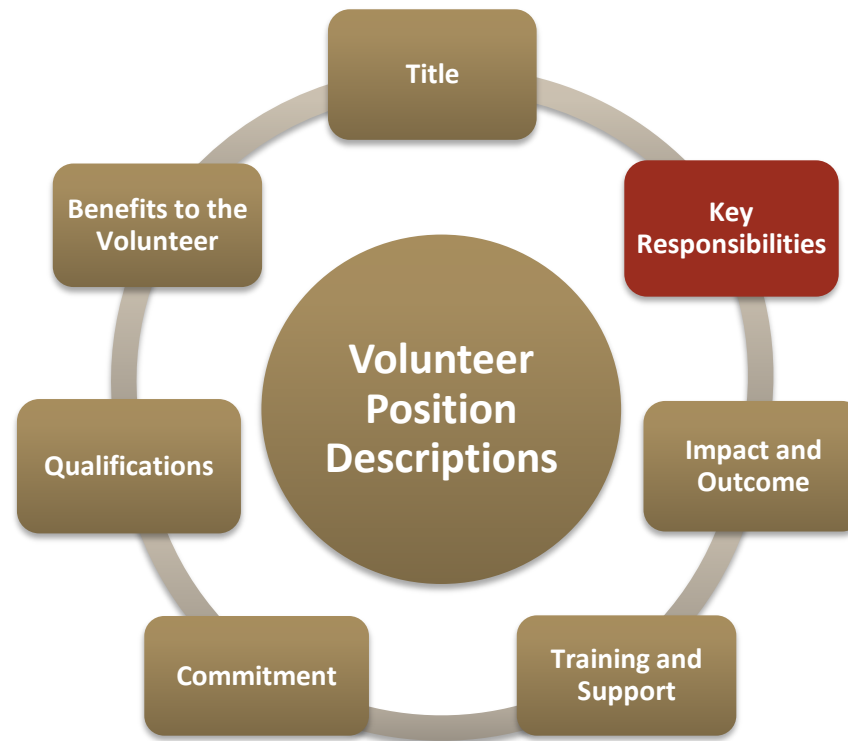 Title
Key
Responsibilities
Impact and
Outcome
Training and
Support
Commitment
Qualifications
Benefits to the
Volunteer
Volunteer
Position
Descriptions